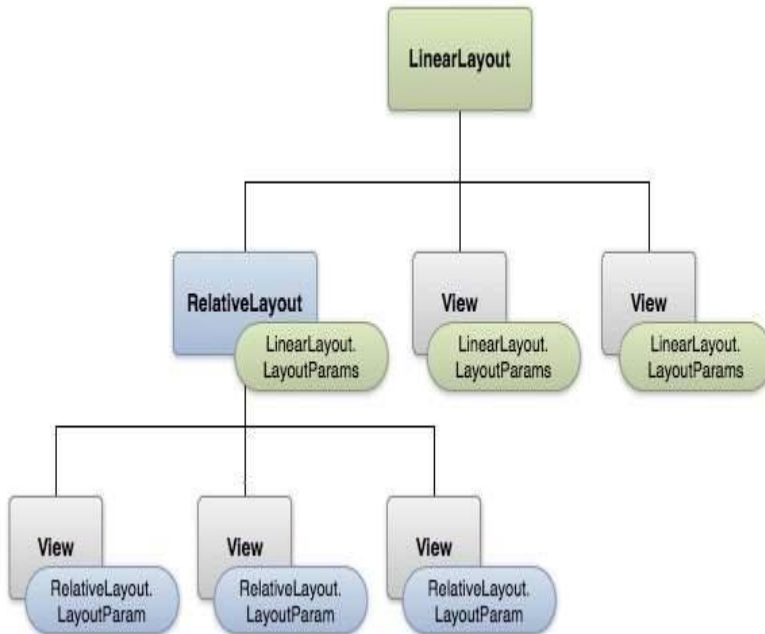 LinearLayout
RelativeLayout
LinearLayout.
LayoutParams
View
LinearLayout.
LayoutParams
View
LinearLayout.
LayoutParams
View
RelativeLayout.
LayoutParam
View
RelativeLayout.
LayoutParam
View
RelativeLayout.
LayoutParam